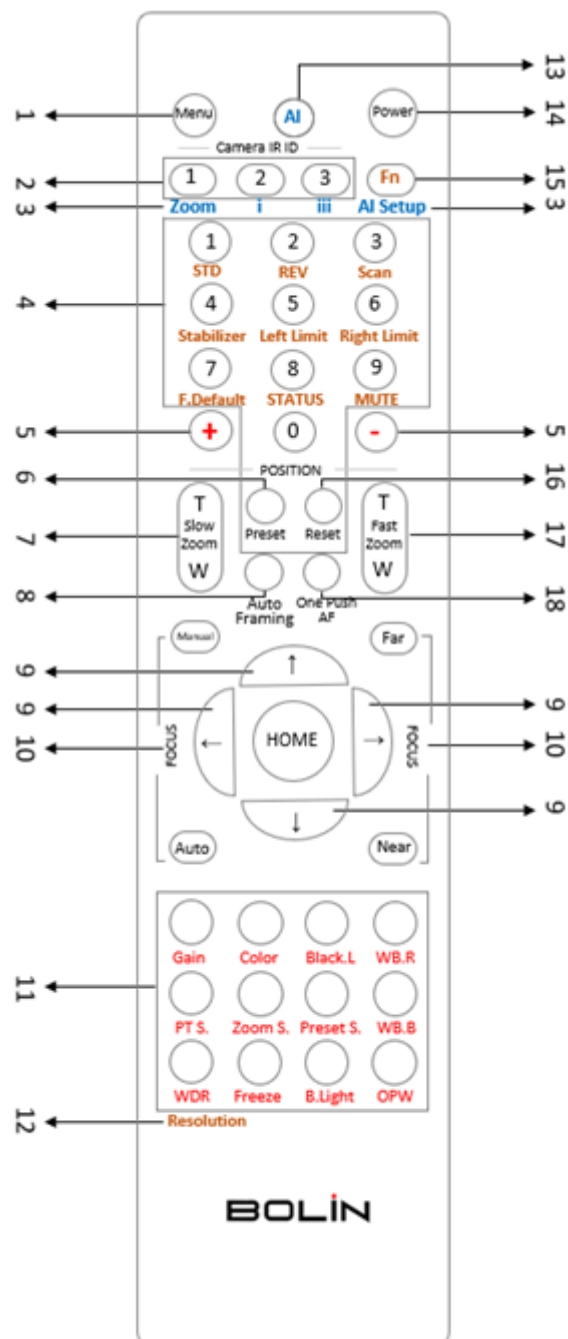 13
14
1
Menu
AI
Power
Camera IR ID
2
1
2
3
Fn
15
3
Zoom
i
iii
AI Setup
3
1
2
3
STD
REV
Scan
4
4
5
6
Stabilizer
Left Limit
Right Limit
7
8
9
F.Default
STATUS
MUTE
5
+
0
-
5
6
POSITION
16
T
Slow
Zoom
W
Preset
Reset
T
Fast
Zoom
W
7
17
8
Auto
Framing
One Push
AF
18
Manual
Far
9
↑
9
←
HOME
→
9
10
FOCUS
FOCUS
10
↓
9
Auto
Near
Gain
Color
Black.L
WB.R
11
PT S.
Zoom S.
Preset S.
WB.B
WDR
Freeze
B.Light
OPW
12
Resolution
BOLIN